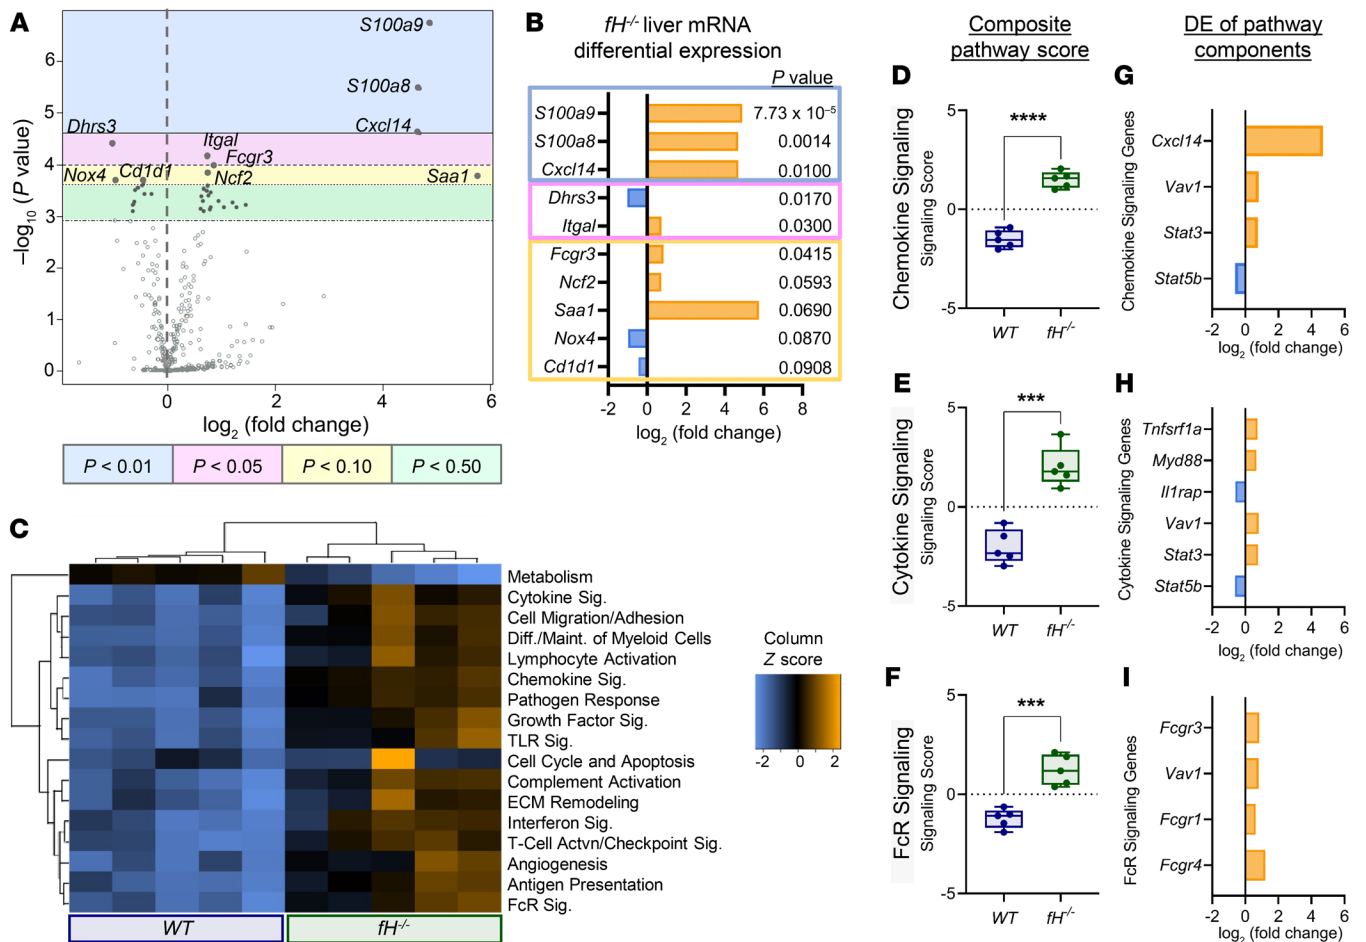 A
−log10 (P value)
6
5
4
3
2
1
0
S100a9
S100a8
Cxcl14
Dhrs3
Itgal
Fcgr3
Nox4
Cd1d1
Ncf2
Saa1
0
2
4
6
log2 (fold change)
P < 0.01
P < 0.05
P < 0.10
P < 0.50
B
fH-/- liver mRNA
differential expression
P value
S100a9 7.73 x 10–5
S100a8 0.0014
Cxcl14 0.0100
Dhrs3 0.0170
Itgal 0.0300
Fcgr3 0.0415
Ncf2 0.0593
Saa1 0.0690
Nox4 0.0870
Cd1d1 0.0908
-2 0 2 4 6 8
log2 (fold change)
C
Metabolism
Cytokine Sig.
Cell Migration/Adhesion
Diff./Maint. of Myeloid Cells
Lymphocyte Activation
Chemokine Sig.
Pathogen Response
Growth Factor Sig.
TLR Sig.
Cell Cycle and Apoptosis
Complement Activation
ECM Remodeling
Interferon Sig.
T-Cell Actvn/Checkpoint Sig.
Angiogenesis
Antigen Presentation
FcR Sig.
WT
fH-/-
Column
Z score
-2 0 2
Composite
pathway score
D
Chemokine Signaling
Signaling Score
5
0
-5
****
WT fH-/-
E
Cytokine Signaling
Signaling Score
5
0
-5
***
WT fH-/-
F
FcR Signaling
Signaling Score
5
0
-5
***
WT fH-/-
DE of pathway
components
G
Chemokine Signaling Genes
Cxcl14
Vav1
Stat3
Stat5b
-2 0 2 4 6
log2 (fold change)
H
Cytokine Signaling Genes
Tnfsrf1a
Myd88
Il1rap
Vav1
Stat3
Stat5b
-2 0 2 4 6
log2 (fold change)
I
FcR Signaling Genes
Fcgr3
Vav1
Fcgr1
Fcgr4
-2 0 2 4 6
log2 (fold change)